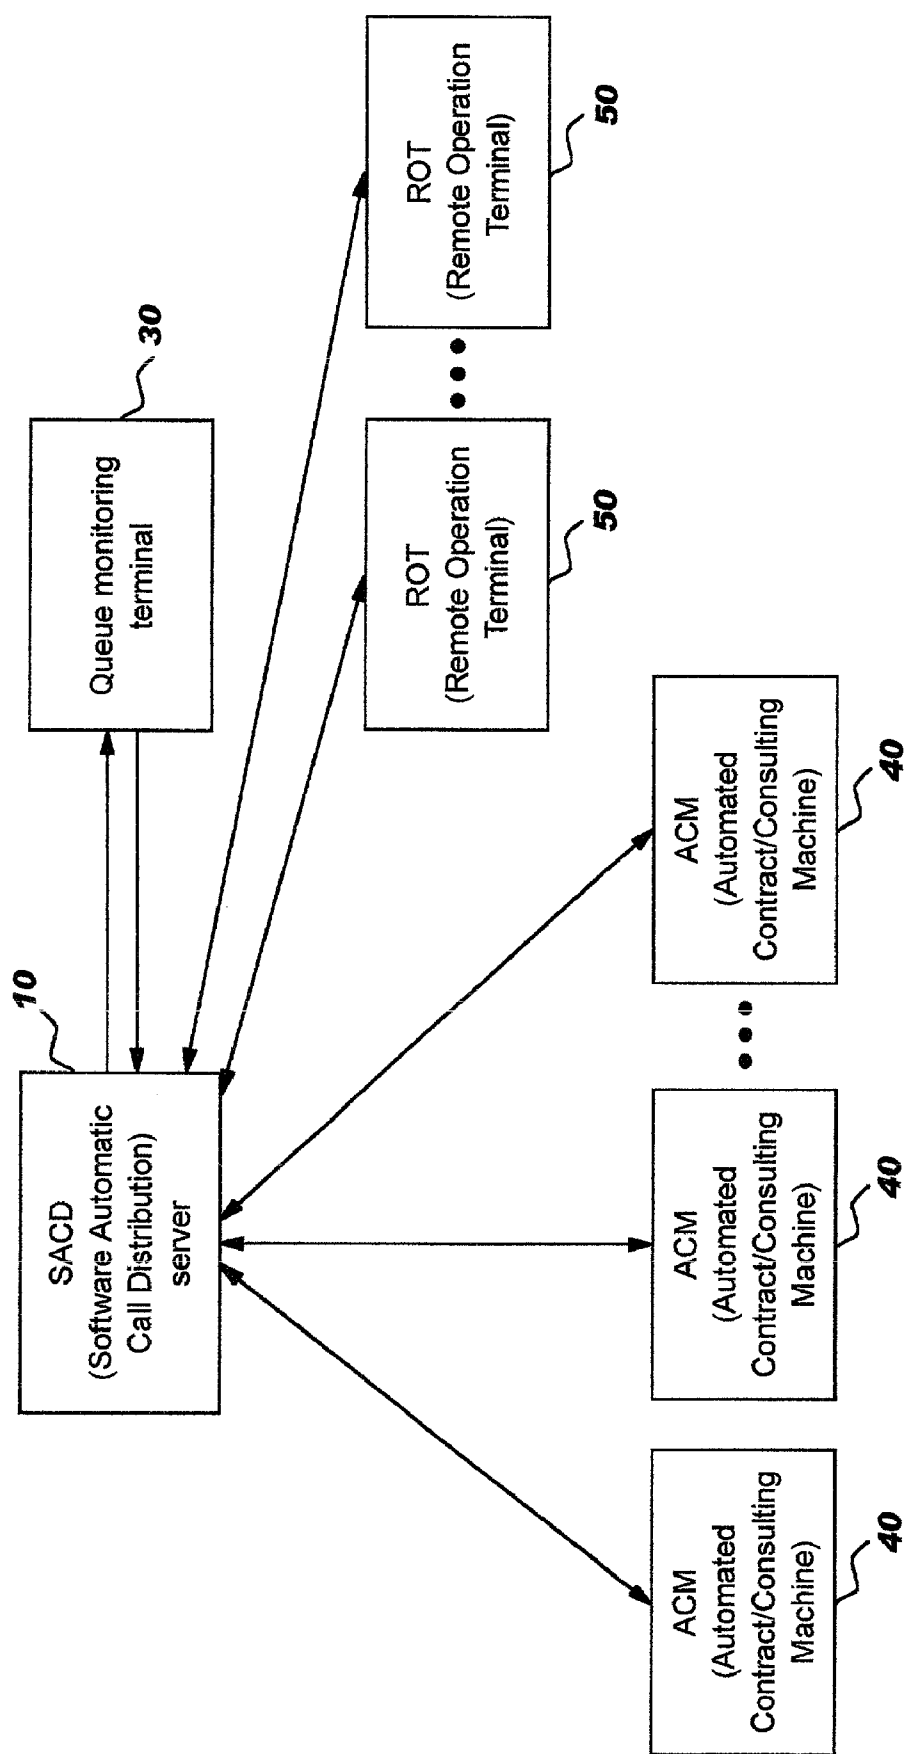 10
SACD
(Software Automatic
Call Distribution)
server
30
Queue monitoring
terminal
ROT
(Remote Operation
Terminal)
50
ROT
(Remote Operation
Terminal)
50
ACM
(Automated
Contract/Consulting
Machine)
40
ACM
(Automated
Contract/Consulting
Machine)
40
ACM
(Automated
Contract/Consulting
Machine)
40